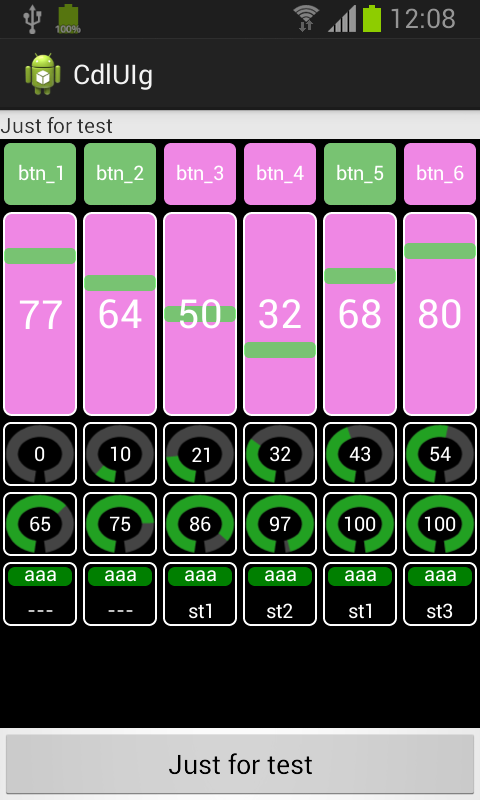 100% 12:08
CdlUIg
Just for test
btn_1 btn_2 btn_3 btn_4 btn_5 btn_6
77 64 50 32 68 80
0 10 21 32 43 54
65 75 86 97 100 100
aaa aaa aaa aaa aaa aaa
--- --- st1 st2 st1 st3
Just for test